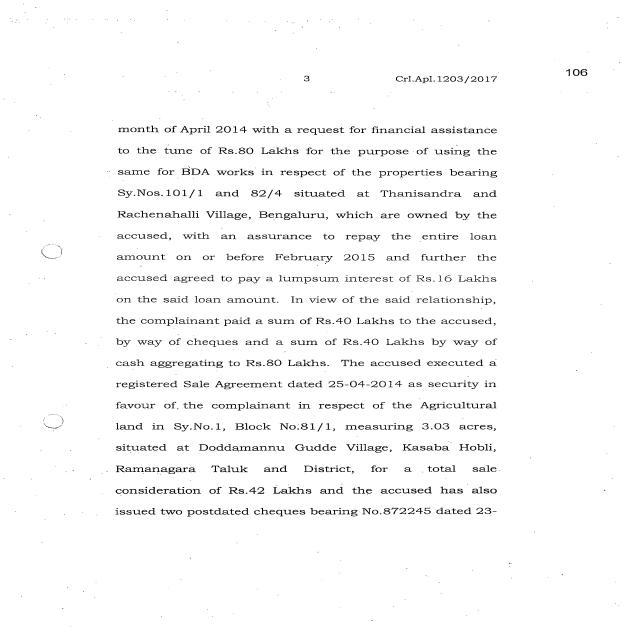 3 Crl.Apl.1203/2017 106
month of April 2014 with a request for financial assistance
to the tune of Rs.80 Lakhs for the purpose of using the
same for BDA works in respect of the properties bearing
Sy.Nos.101/1 and 82/4 situated at Thanisandra and
Rachenahalli Village, Bengaluru, which are owned by the
accused, with an assurance to repay the entire loan
amount on or before February 2015 and further the
accused agreed to pay a lumpsum interest of Rs.16 Lakhs
on the said loan amount. In view of the said relationship,
the complainant paid a sum of Rs.40 Lakhs to the accused,
by way of cheques and a sum of Rs.40 Lakhs by way of
cash aggregating to Rs.80 Lakhs. The accused executed a
registered Sale Agreement dated 25-04-2014 as security in
favour of the complainant in respect of the Agricultural
land in Sy.No.1, Block No.81/1, measuring 3.03 acres,
situated at Doddamannu Gudde Village, Kasaba Hobli,
Ramanagara Taluk and District, for a total sale
consideration of Rs.42 Lakhs and the accused has also
issued two postdated cheques bearing No.872245 dated 23-